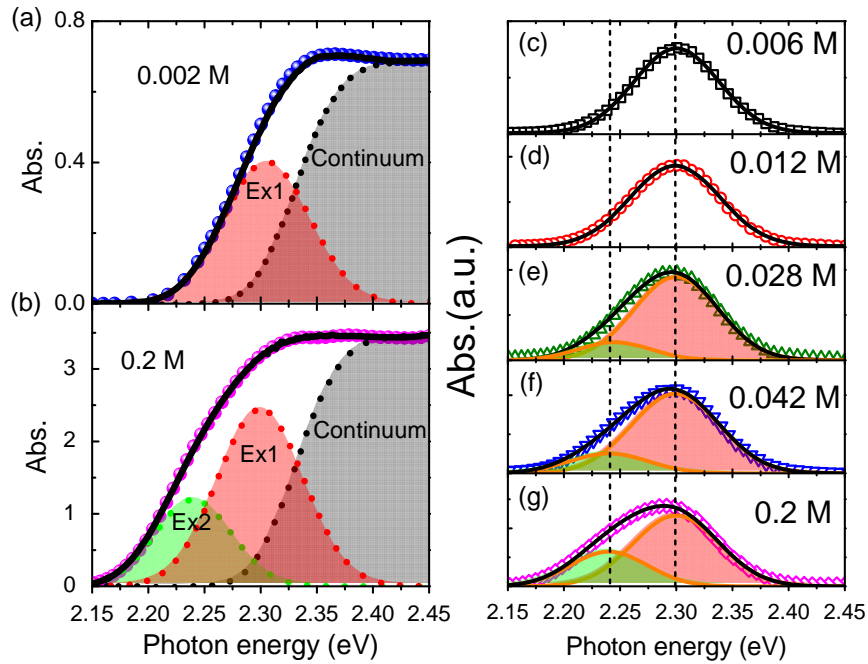 (a)
0.8
0.002 M
Abs.
0.4
Ex1
Continuum
0.0
(b)
0.2 M
3
Abs.
2
Ex1
Continuum
1
Ex2
0
2.15 2.20 2.25 2.30 2.35 2.40 2.45
Photon energy (eV)
(c)
0.006 M
(d)
0.012 M
(e)
0.028 M
(f)
0.042 M
(g)
0.2 M
Abs.(a.u.)
2.15 2.20 2.25 2.30 2.35 2.40 2.45
Photon energy (eV)